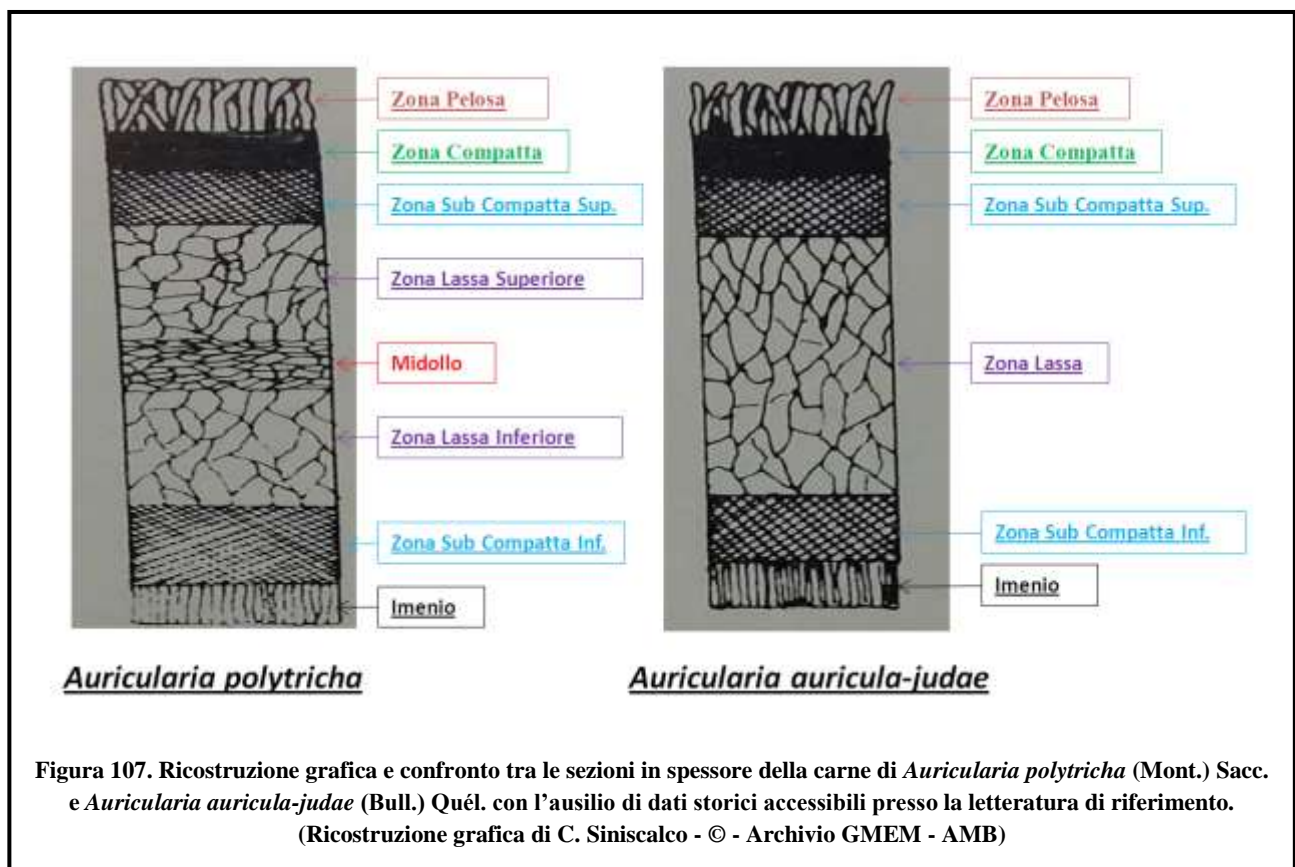 Zona Pelosa
Zona Compatta
Zona Sub Compatta Sup.
Zona Lassa Superiore
Midollo
Zona Lassa Inferiore
Zona Sub Compatta Inf.
Imenio
Auricularia polytricha
Zona Pelosa
Zona Compatta
Zona Sub Compatta Sup.
Zona Lassa
Zona Sub Compatta Inf.
Imenio
Auricularia auricula-judae
Figura 107. Ricostruzione grafica e confronto tra le sezioni in spessore della carne di Auricularia polytricha (Mont.) Sacc.
e Auricularia auricula-judae (Bull.) Quél. con l’ausilio di dati storici accessibili presso la letteratura di riferimento.
(Ricostruzione grafica di C. Siniscalco - © - Archivio GMEM - AMB)